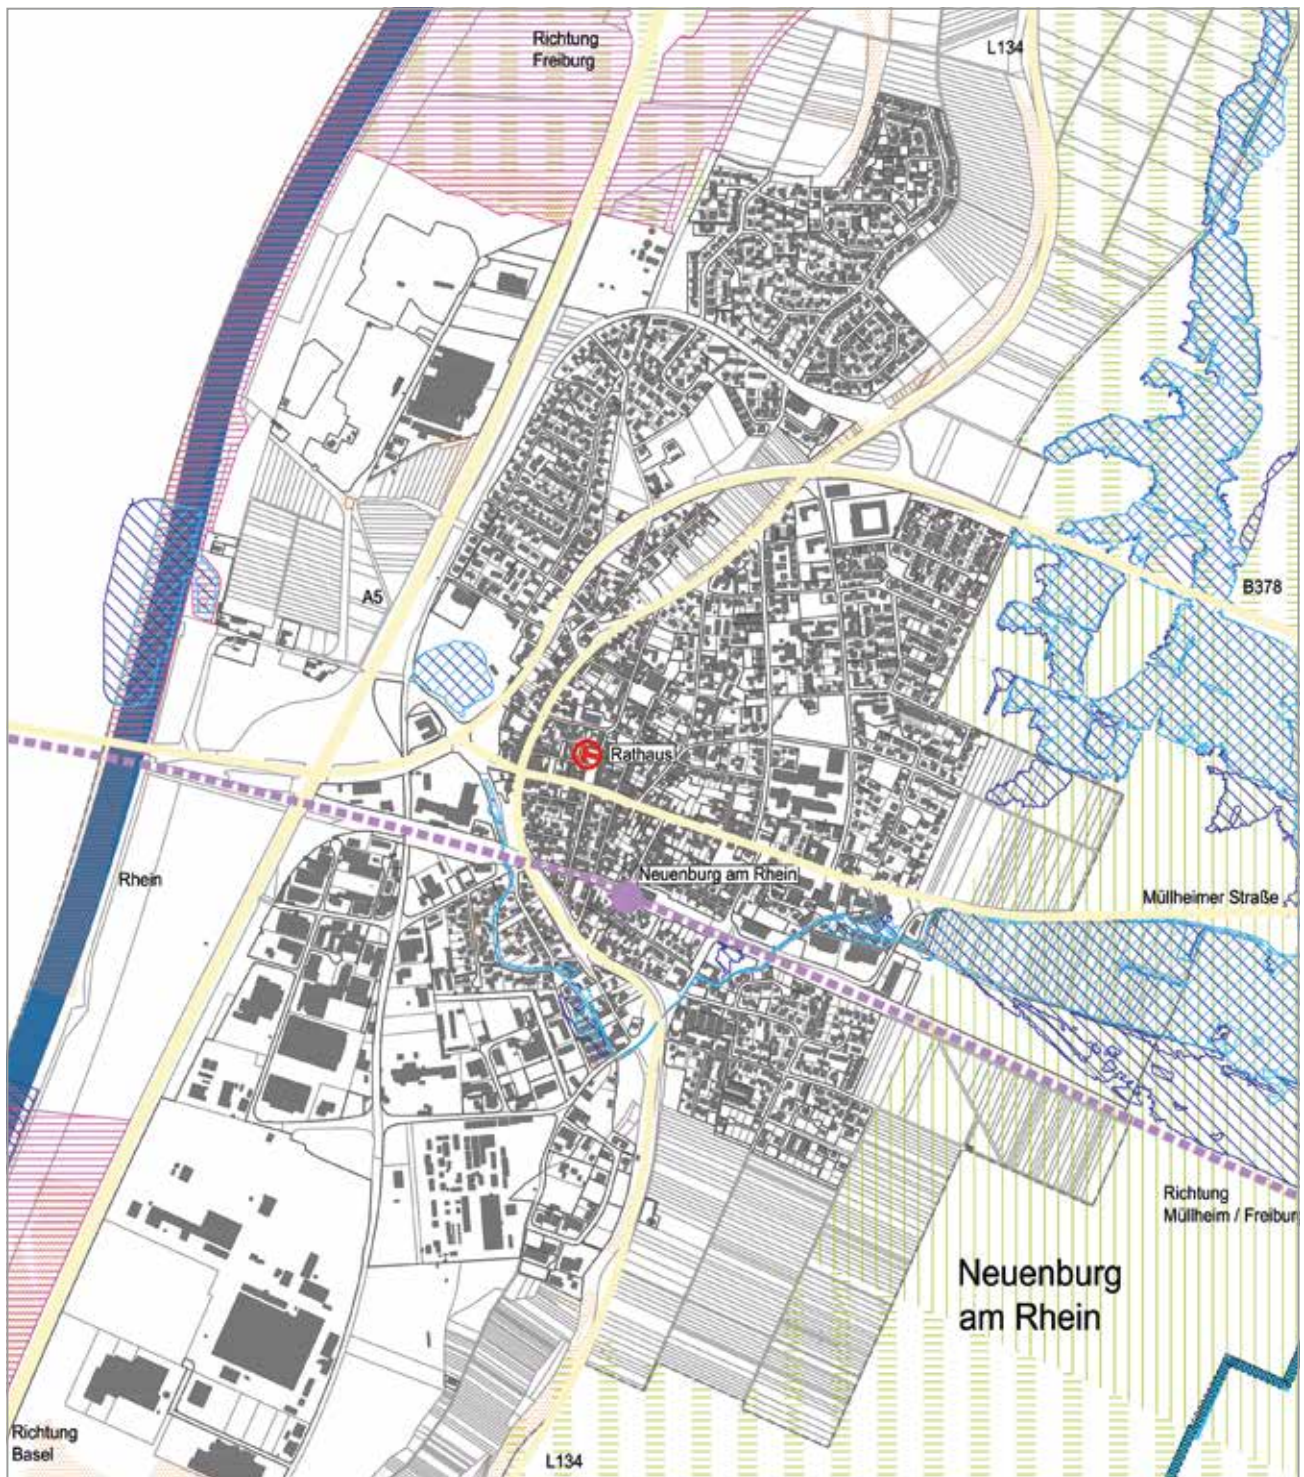 Richtung
Freiburg
L134
A5
B378
Rathaus
Neuenburg am Rhein
Rhein
Müllheimer Straße
Richtung
Müllheim / Freibur
Neuenburg
am Rhein
Richtung
Basel
L134